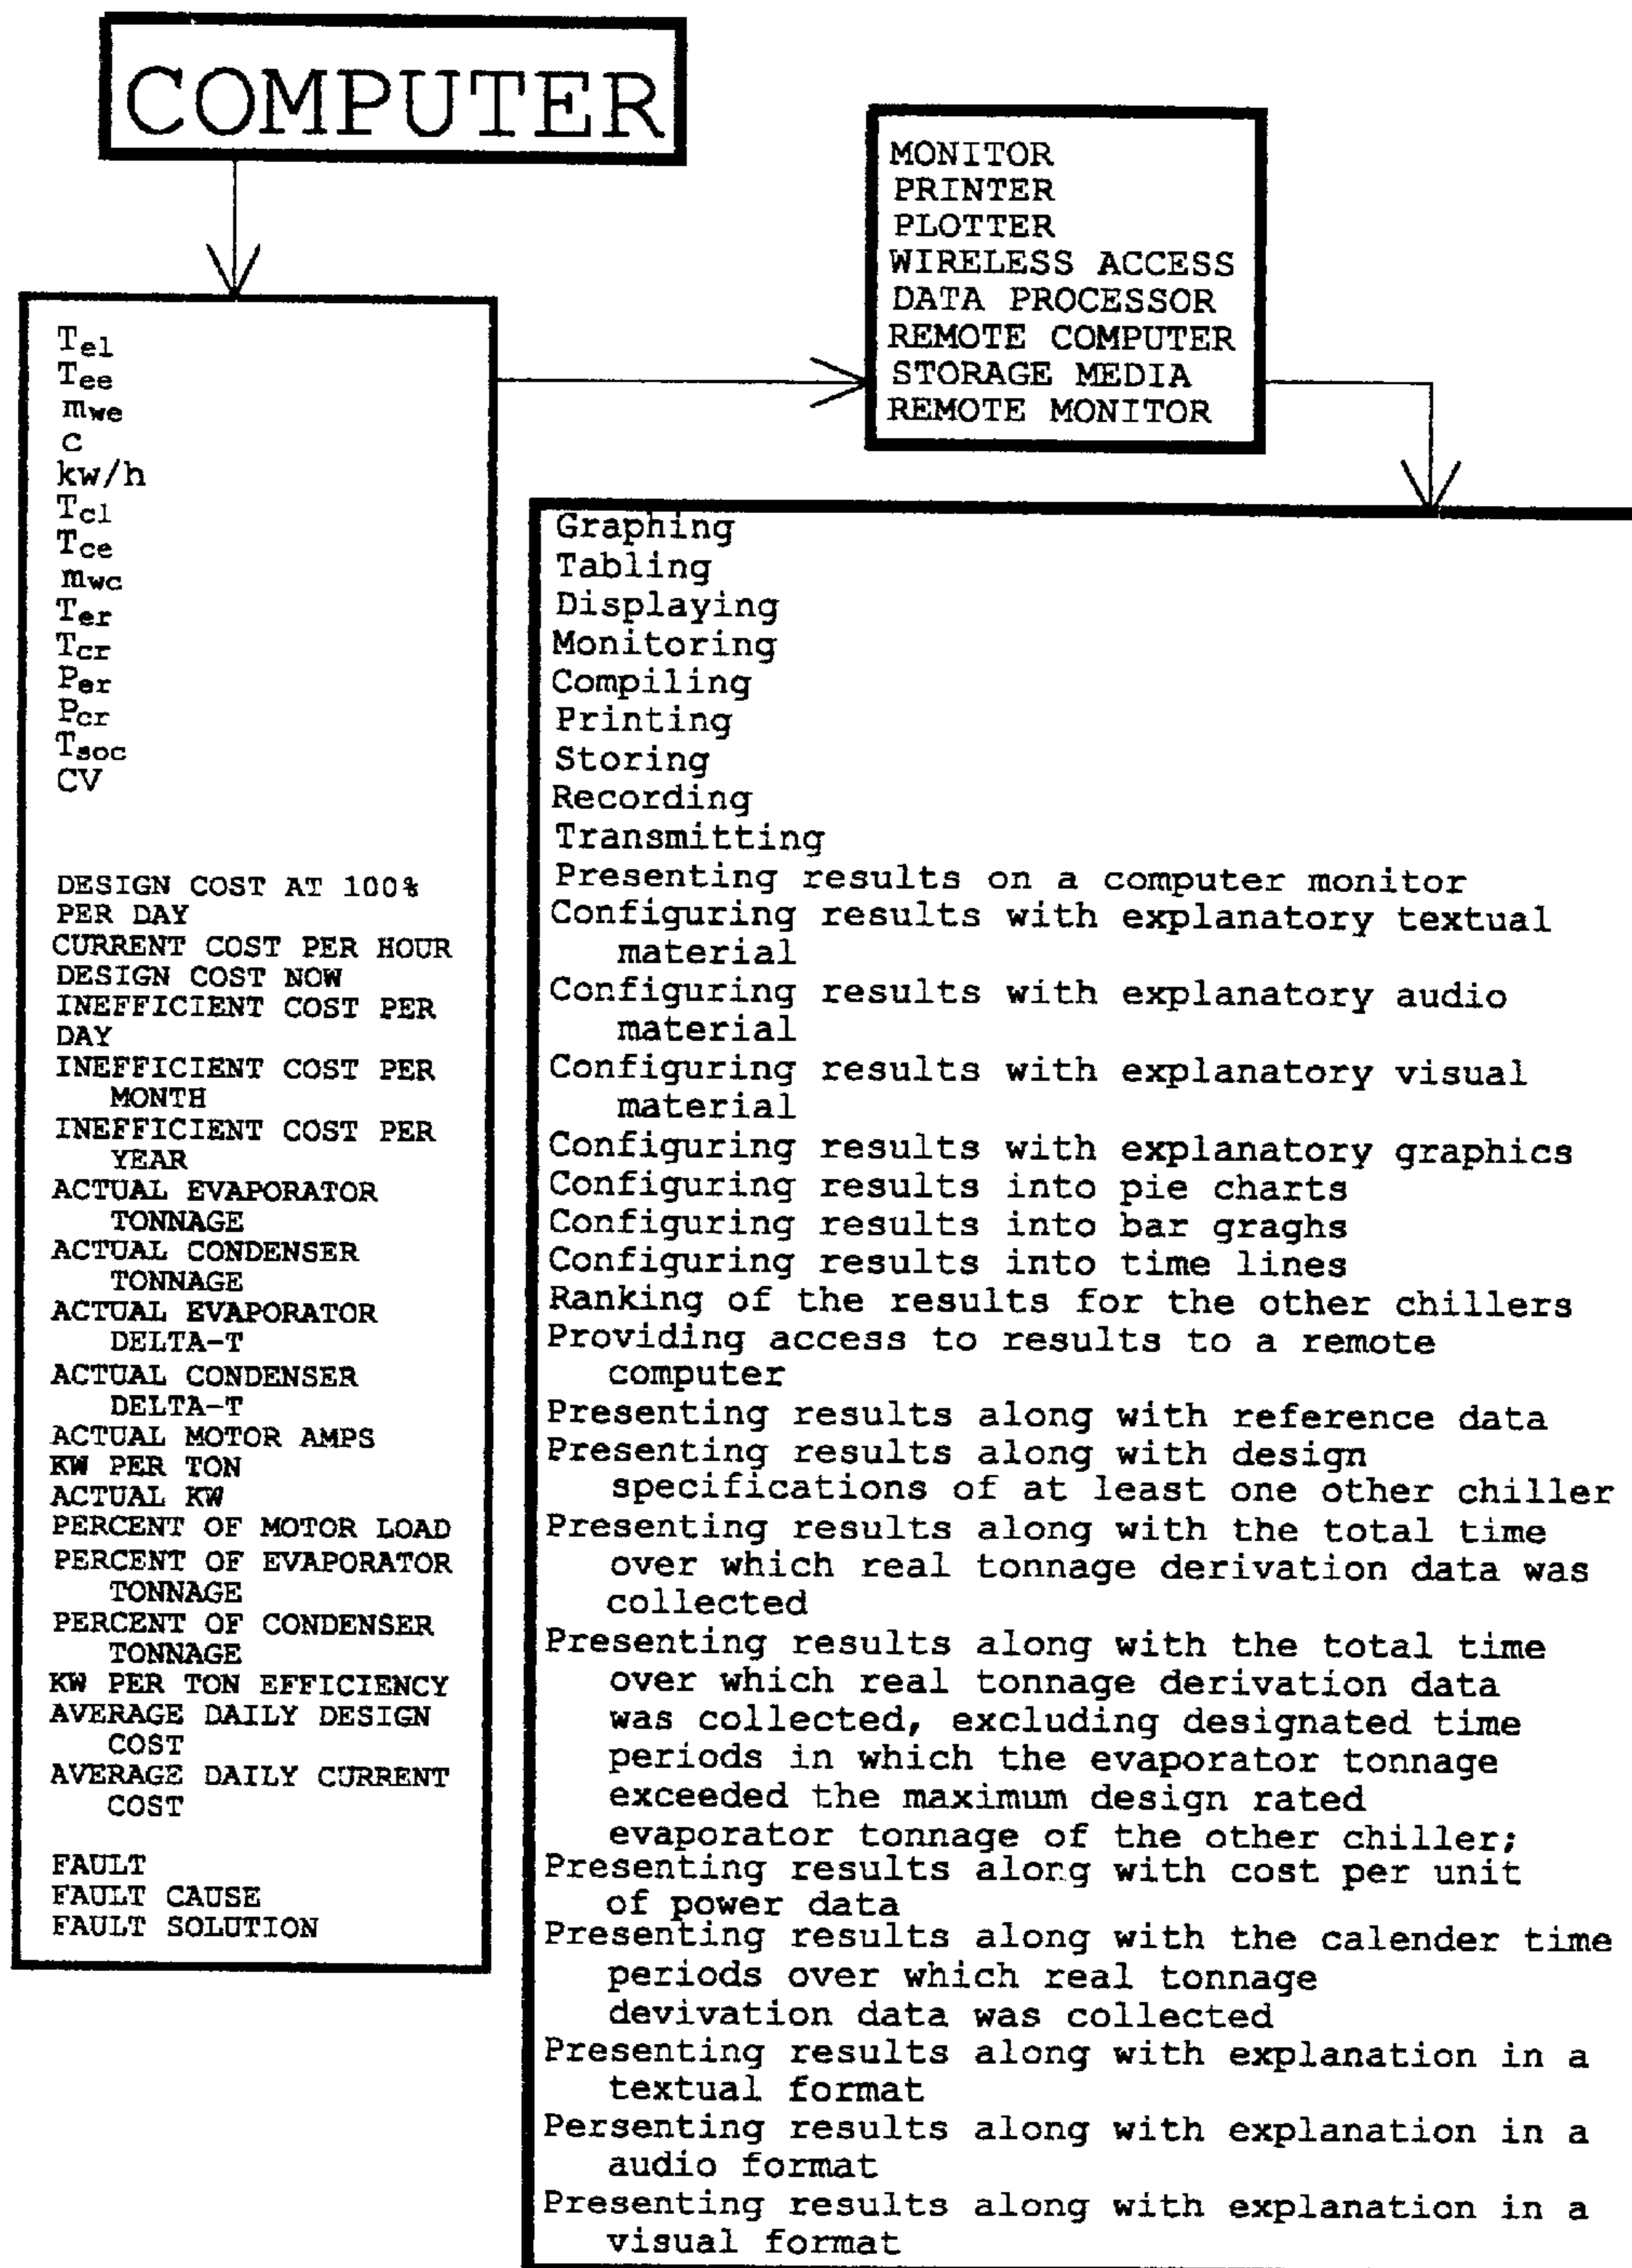 COMPUTER
MONITOR
PRINTER
PLOTTER
WIRELESS ACCESS
DATA PROCESSOR
REMOTE COMPUTER
STORAGE MEDIA
REMOTE MONITOR
Tel
Tee
mwe
C
kw/h
Tcl
Tce
mwc
Ter
Tcr
Per
Pcr
Tsoc
CV
DESIGN COST AT 100%
PER DAY
CURRENT COST PER HOUR
DESIGN COST NOW
INEFFICIENT COST PER
DAY
INEFFICIENT COST PER
MONTH
INEFFICIENT COST PER
YEAR
ACTUAL EVAPORATOR
TONNAGE
ACTUAL CONDENSER
TONNAGE
ACTUAL EVAPORATOR
DELTA-T
ACTUAL CONDENSER
DELTA-T
ACTUAL MOTOR AMPS
KW PER TON
ACTUAL KW
PERCENT OF MOTOR LOAD
PERCENT OF EVAPORATOR
TONNAGE
PERCENT OF CONDENSER
TONNAGE
KW PER TON EFFICIENCY
AVERAGE DAILY DESIGN
COST
AVERAGE DAILY CURRENT
COST
FAULT
FAULT CAUSE
FAULT SOLUTION
Graphing
Tabling
Displaying
Monitoring
Compiling
Printing
Storing
Recording
Transmitting
Presenting results on a computer monitor
Configuring results with explanatory textual
material
Configuring results with explanatory audio
material
Configuring results with explanatory visual
material
Configuring results with explanatory graphics
Configuring results into pie charts
Configuring results into bar graghs
Configuring results into time lines
Ranking of the results for the other chillers
Providing access to results to a remote
computer
Presenting results along with reference data
Presenting results along with design
specifications of at least one other chiller
Presenting results along with the total time
over which real tonnage derivation data was
collected
Presenting results along with the total time
over which real tonnage derivation data
was collected, excluding designated time
periods in which the evaporator tonnage
exceeded the maximum design rated
evaporator tonnage of the other chiller;
Presenting results along with cost per unit
of power data
Presenting results along with the calender time
periods over which real tonnage
devivation data was collected
Presenting results along with explanation in a
textual format
Persenting results along with explanation in a
audio format
Presenting results along with explanation in a
visual format